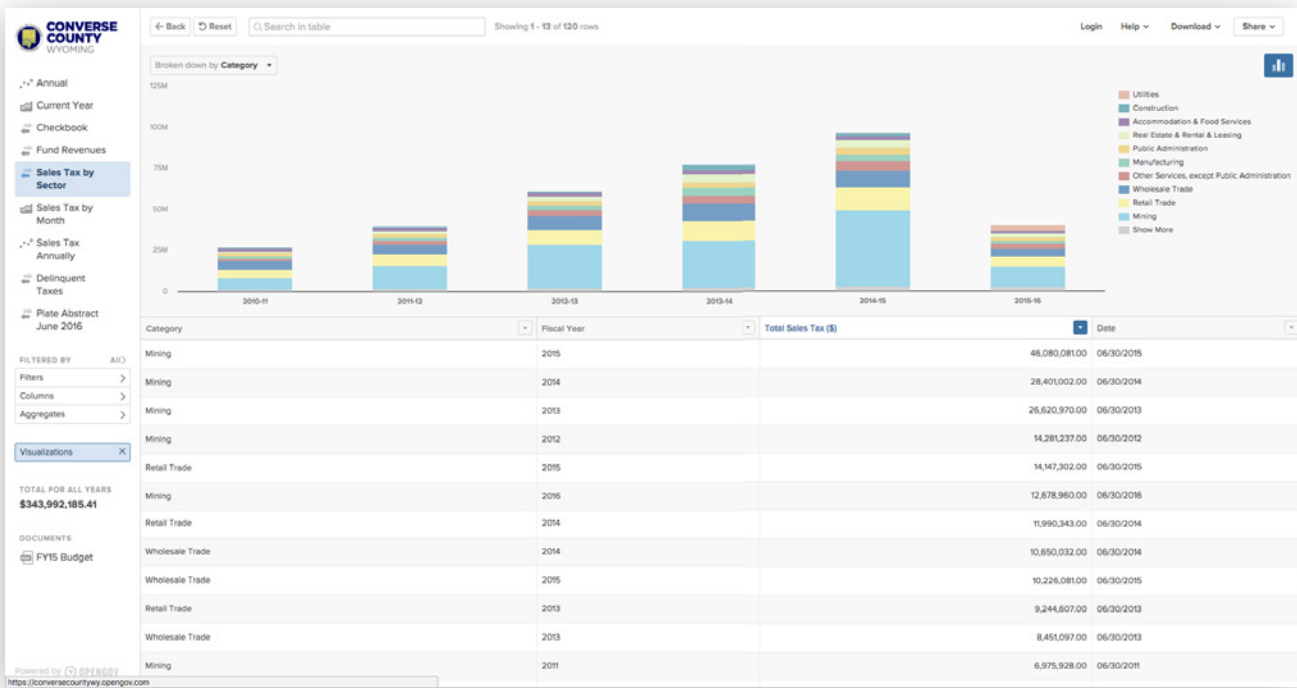 CONVERSE
COUNTY
WYOMING
Back Reset Search in table Showing 1 - 13 of 120 rows Login Help Download Share
Annual
Current Year
Checkbook
Fund Revenues
Sales Tax by
Sector
Sales Tax by
Month
Sales Tax
Annually
Delinquent
Taxes
Plate Abstract
June 2016
FILTERED BY All
Filters
Columns
Aggregates
Visualizations
TOTAL FOR ALL YEARS
$343,992,185.41
DOCUMENTS
FY15 Budget
Powered by OPENGOV
https://conversecountywy.opengov.com
Broken down by Category
125M
100M
75M
50M
25M
0
2010-11 2011-12 2012-13 2013-14 2014-15 2015-16
Utilities
Construction
Accommodation & Food Services
Real Estate & Rental & Leasing
Public Administration
Manufacturing
Other Services, except Public Administration
Wholesale Trade
Retail Trade
Mining
Show More
Category Fiscal Year Total Sales Tax ($) Date
Mining 2015 46,080,081.00 06/30/2015
Mining 2014 28,401,002.00 06/30/2014
Mining 2013 26,620,970.00 06/30/2013
Mining 2012 14,281,237.00 06/30/2012
Retail Trade 2015 14,147,302.00 06/30/2015
Mining 2016 12,678,960.00 06/30/2016
Retail Trade 2014 11,990,343.00 06/30/2014
Wholesale Trade 2014 10,650,032.00 06/30/2014
Wholesale Trade 2015 10,226,081.00 06/30/2015
Retail Trade 2013 9,244,607.00 06/30/2013
Wholesale Trade 2013 8,451,097.00 06/30/2013
Mining 2011 6,975,928.00 06/30/2011